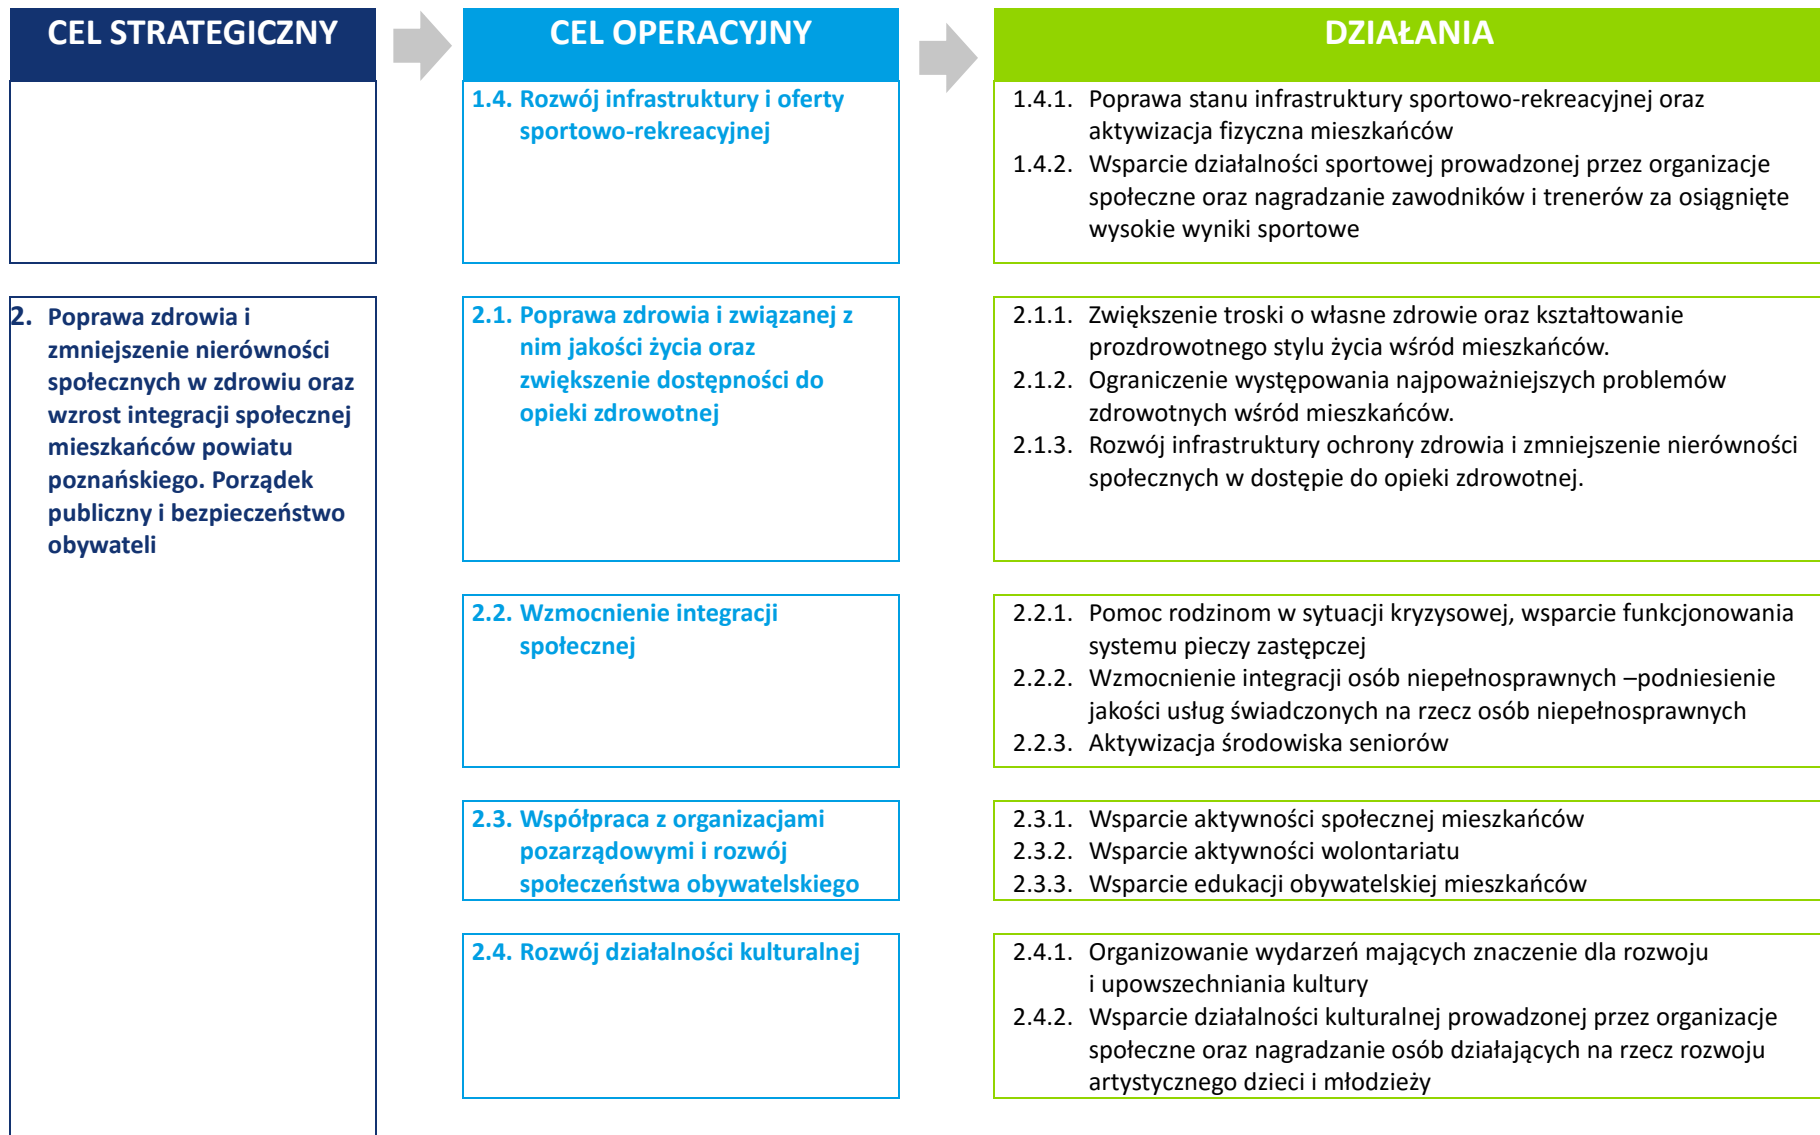 CEL STRATEGICZNY
CEL OPERACYJNY
DZIAŁANIA
1.4. Rozwój infrastruktury i oferty
sportowo-rekreacyjnej
1.4.1. Poprawa stanu infrastruktury sportowo-rekreacyjnej oraz
aktywizacja fizyczna mieszkańców
1.4.2. Wsparcie działalności sportowej prowadzonej przez organizacje
społeczne oraz nagradzanie zawodników i trenerów za osiągnięte
wysokie wyniki sportowe
2. Poprawa zdrowia i
zmniejszenie nierówności
społecznych w zdrowiu oraz
wzrost integracji społecznej
mieszkańców powiatu
poznańskiego. Porządek
publiczny i bezpieczeństwo
obywateli
2.1. Poprawa zdrowia i związanej z
nim jakości życia oraz
zwiększenie dostępności do
opieki zdrowotnej
2.1.1. Zwiększenie troski o własne zdrowie oraz kształtowanie
prozdrowotnego stylu życia wśród mieszkańców.
2.1.2. Ograniczenie występowania najpoważniejszych problemów
zdrowotnych wśród mieszkańców.
2.1.3. Rozwój infrastruktury ochrony zdrowia i zmniejszenie nierówności
społecznych w dostępie do opieki zdrowotnej.
2.2. Wzmocnienie integracji
społecznej
2.2.1. Pomoc rodzinom w sytuacji kryzysowej, wsparcie funkcjonowania
systemu pieczy zastępczej
2.2.2. Wzmocnienie integracji osób niepełnosprawnych –podniesienie
jakości usług świadczonych na rzecz osób niepełnosprawnych
2.2.3. Aktywizacja środowiska seniorów
2.3. Współpraca z organizacjami
pozarządowymi i rozwój
społeczeństwa obywatelskiego
2.3.1. Wsparcie aktywności społecznej mieszkańców
2.3.2. Wsparcie aktywności wolontariatu
2.3.3. Wsparcie edukacji obywatelskiej mieszkańców
2.4. Rozwój działalności kulturalnej
2.4.1. Organizowanie wydarzeń mających znaczenie dla rozwoju
i upowszechniania kultury
2.4.2. Wsparcie działalności kulturalnej prowadzonej przez organizacje
społeczne oraz nagradzanie osób działających na rzecz rozwoju
artystycznego dzieci i młodzieży